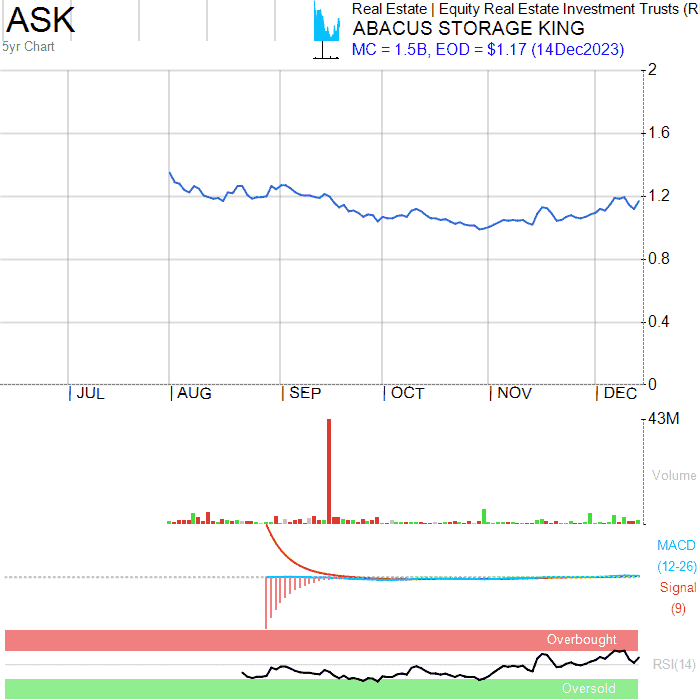 ASK
Real Estate | Equity Real Estate Investment Trusts (R
ABACUS STORAGE KING
5yr Chart
MC = 1.5B, EOD = $1.17 (14Dec2023)
2
1.6
1.2
0.8
0.4
0
JUL AUG SEP OCT NOV DEC
43M
Volume
MACD
(12-26)
Signal
(9)
Overbought
RSI(14)
Oversold